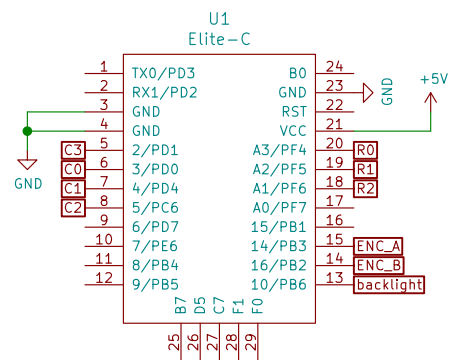 U1
Elite-C
1 TX0/PD3 B0 24
2 RX1/PD2 GND 23 GND
3 GND RST 22
4 GND VCC 21 +5V
C3 5 2/PD1 A3/PF4 20 R0
C0 6 3/PD0 A2/PF5 19 R1
C1 7 4/PD4 A1/PF6 18 R2
C2 8 5/PC6 A0/PF7 17
9 6/PD7 15/PB1 16
10 7/PE6 14/PB3 15 ENC_A
11 8/PB4 16/PB2 14 ENC_B
12 9/PB5 10/PB6 13 backlight
GND
B7 D5 C7 F1 F0
25 26 27 28 29